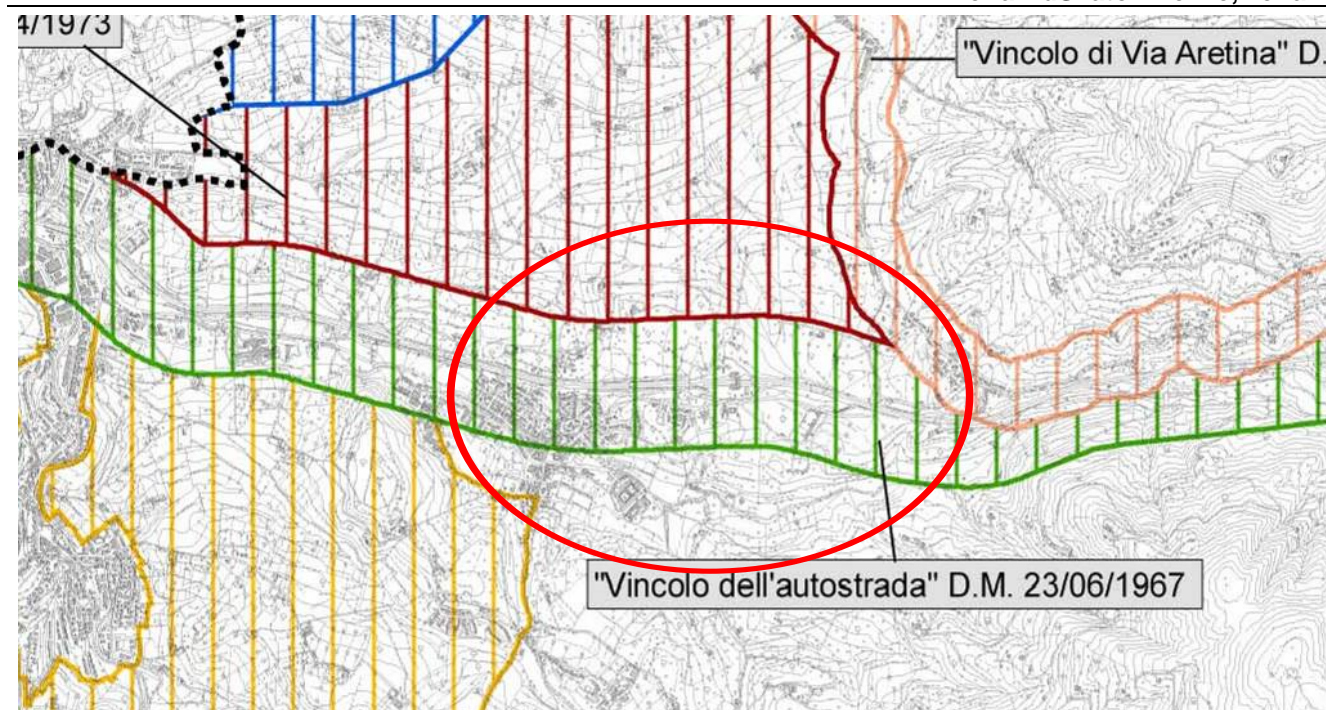 4/1973
"Vincolo di Via Aretina" D.
"Vincolo dell'autostrada" D.M. 23/06/1967